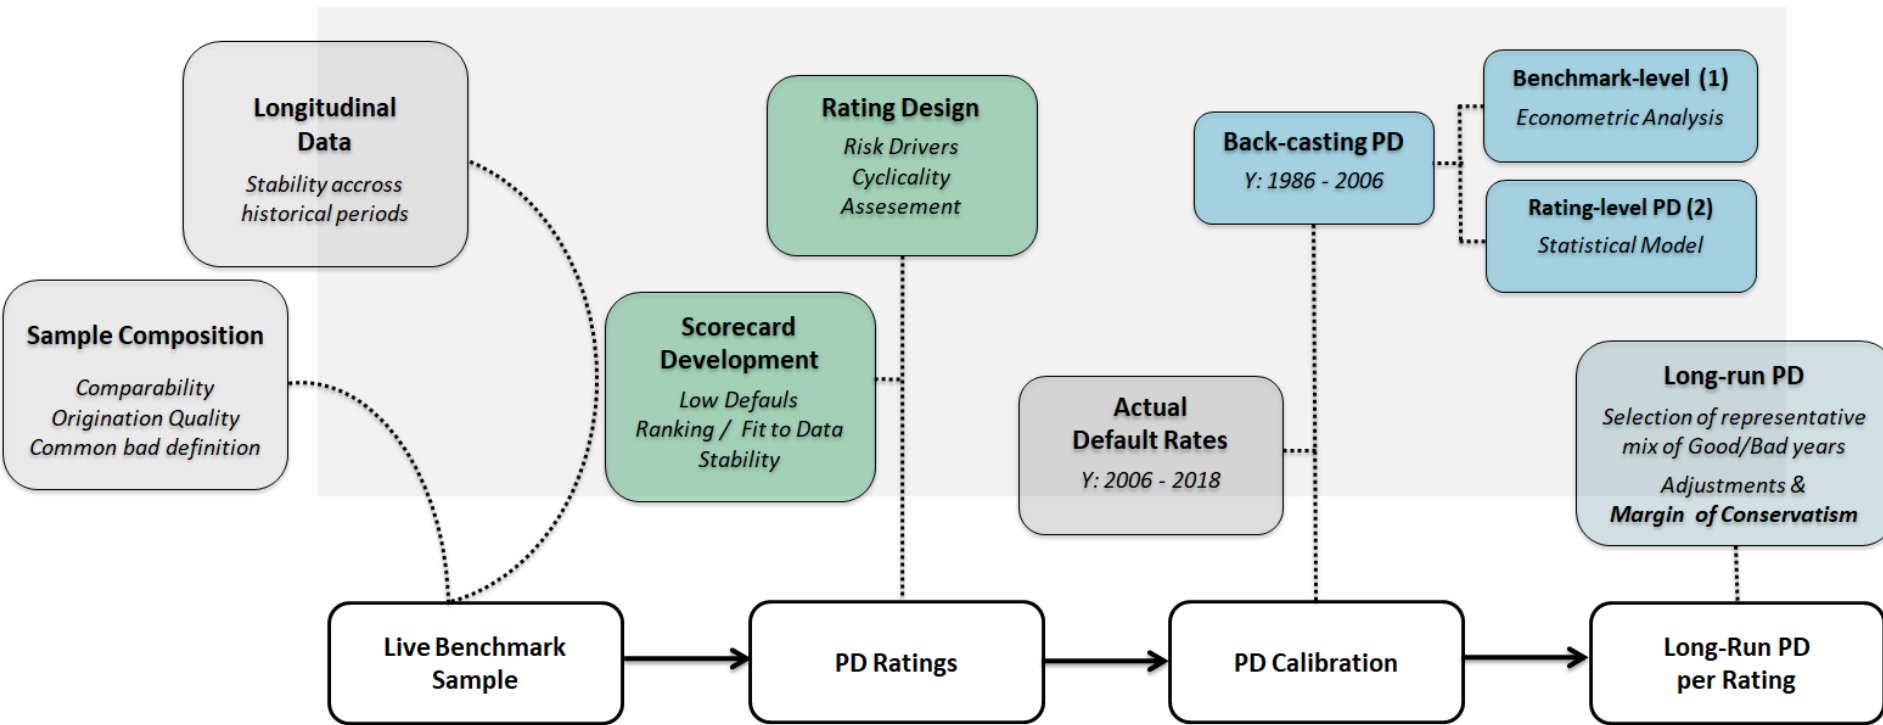 Longitudinal
Data
Stability accross
historical periods
Sample Composition
Comparability
Origination Quality
Common bad definition
Rating Design
Risk Drivers
Cyclicality
Assesement
Scorecard
Development
Low Defauls
Ranking / Fit to Data
Stability
Back-casting PD
Y: 1986 - 2006
Benchmark-level (1)
Econometric Analysis
Rating-level PD (2)
Statistical Model
Actual
Default Rates
Y: 2006 - 2018
Long-run PD
Selection of representative
mix of Good/Bad years
Adjustments &
Margin of Conservatism
Live Benchmark
Sample
PD Ratings
PD Calibration
Long-Run PD
per Rating